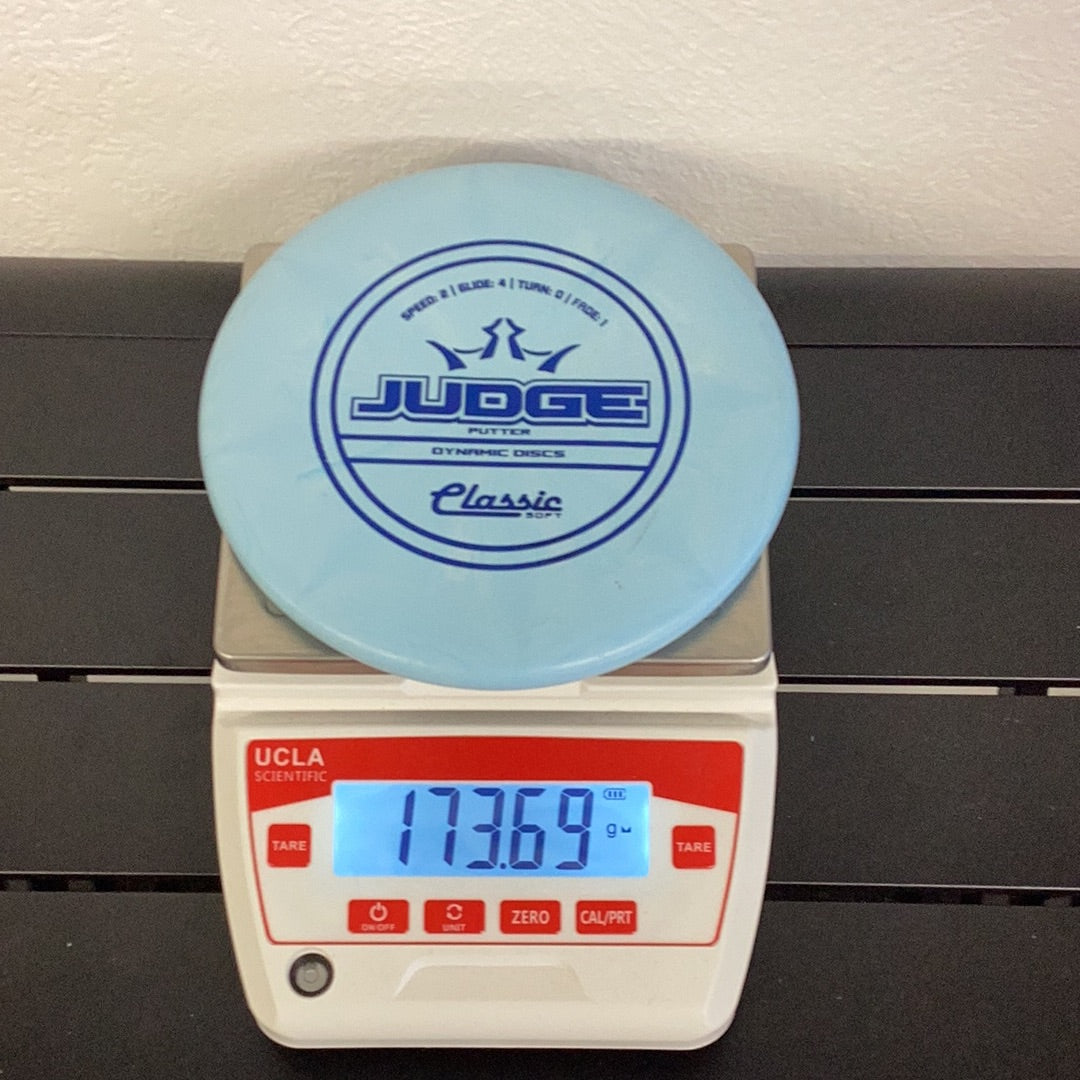 SPEED: 2 | GLIDE: 4 | TURN: 0 | FADE: 1
JUDGE
PUTTER
DYNAMIC DISCS
Classic
SOFT
UCLA
SCIENTIFIC
173.69
g
TARE
TARE
ON/OFF
UNIT
ZERO
CAL/PRT